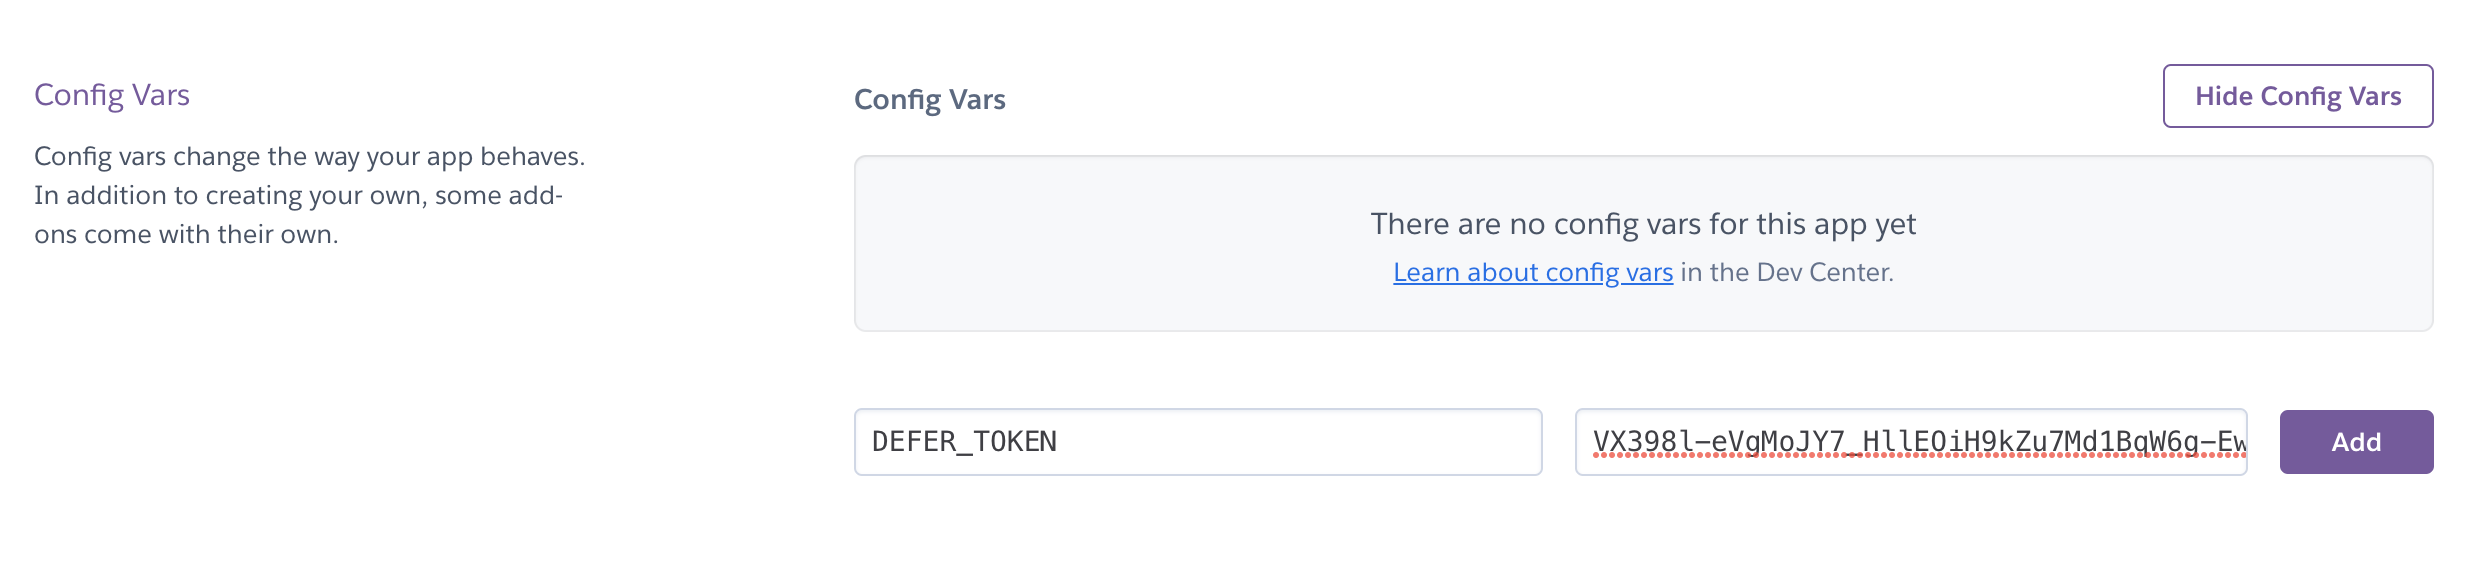 Config Vars
Config vars change the way your app behaves.
In addition to creating your own, some add-
ons come with their own.
Config Vars
Hide Config Vars
There are no config vars for this app yet
Learn about config vars in the Dev Center.
DEFER_TOKEN
VX398l-eVgMoJY7_HllEOiH9kZu7Md1BqW6g-Ew
Add